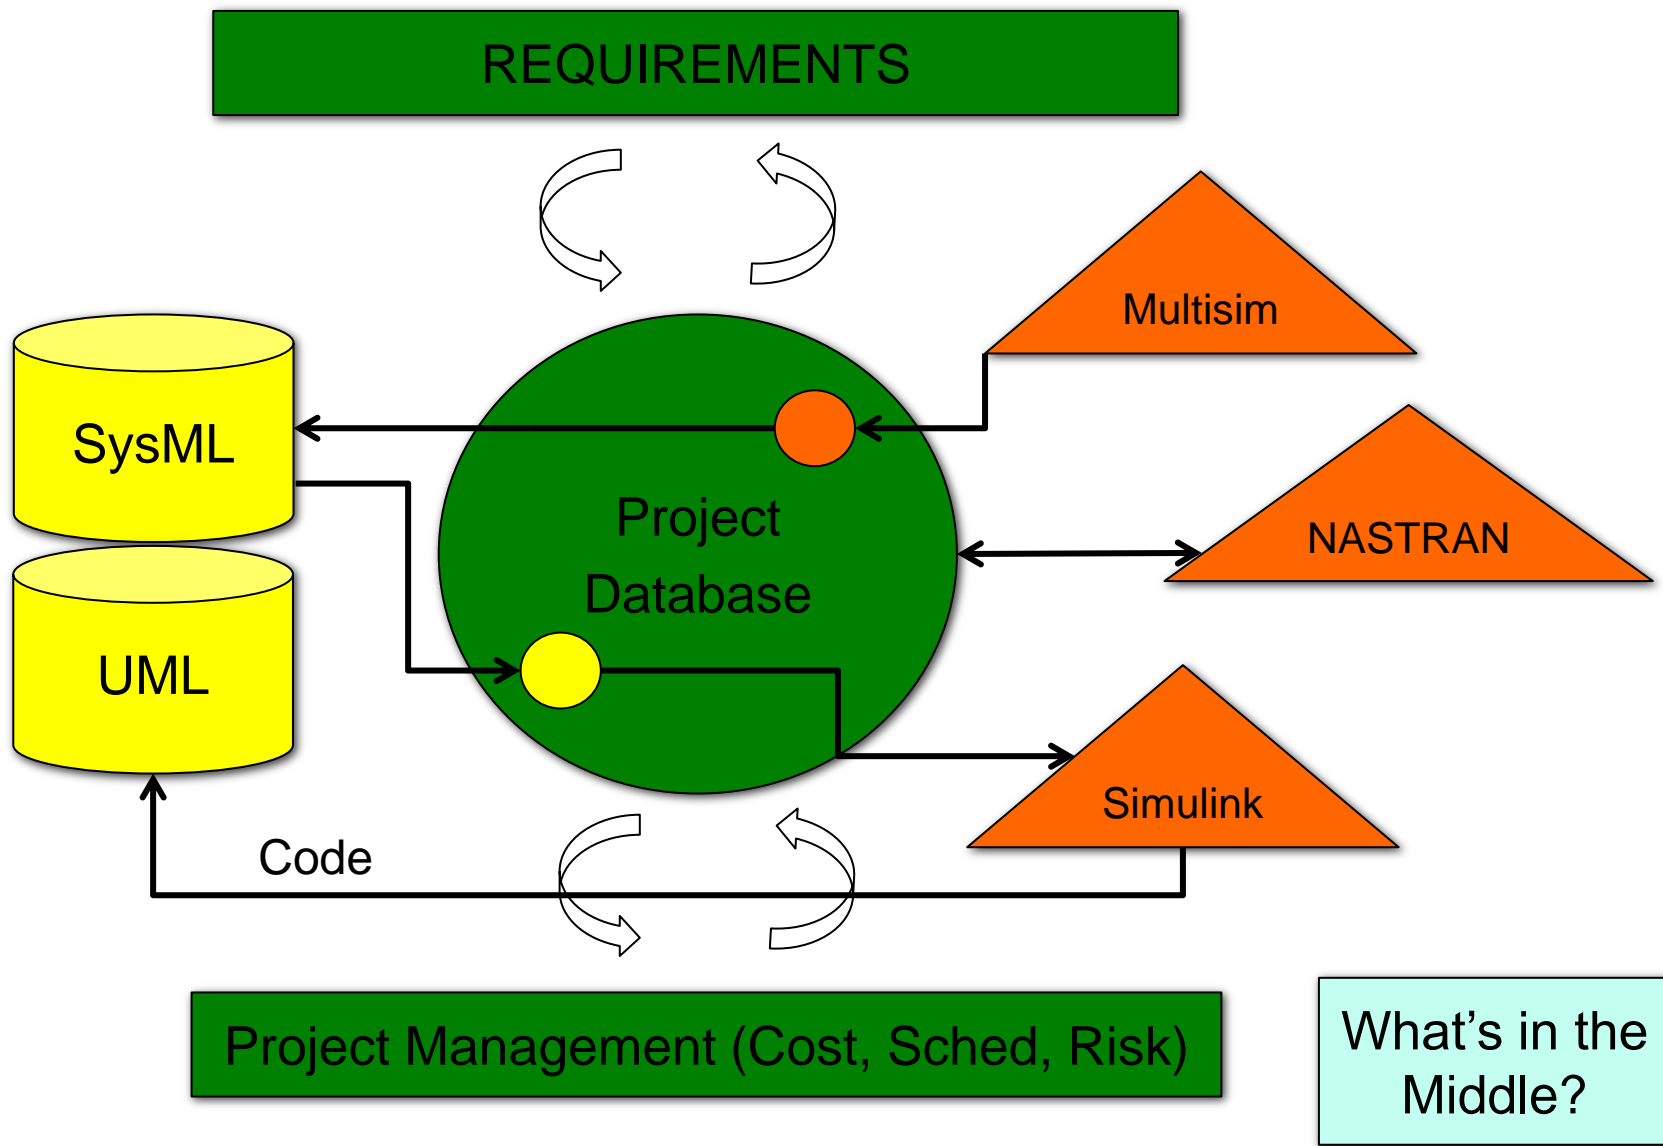 REQUIREMENTS
Multisim
SysML
Project
Database
NASTRAN
UML
Simulink
Code
Project Management (Cost, Sched, Risk)
What’s in the
Middle?